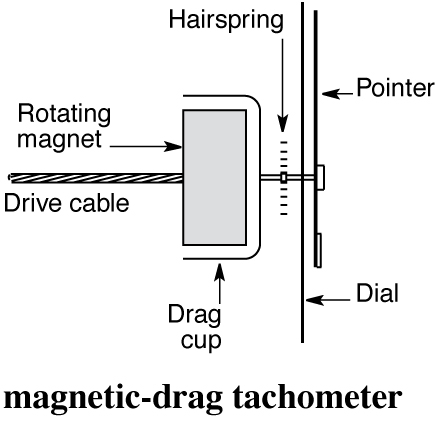 Hairspring
Pointer
Rotating
magnet
Drive cable
Dial
Drag
cup
magnetic-drag tachometer